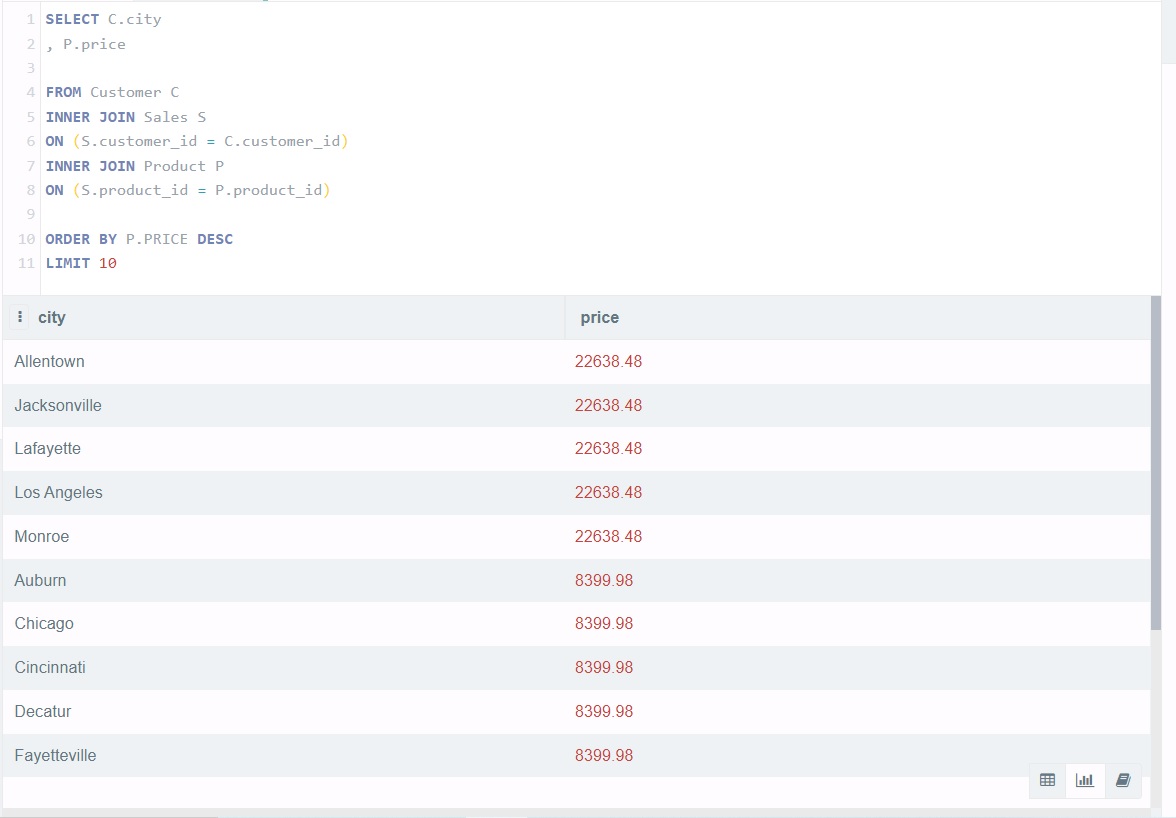 1 SELECT C.city
2 , P.price
3
4 FROM Customer C
5 INNER JOIN Sales S
6 ON (S.customer_id = C.customer_id)
7 INNER JOIN Product P
8 ON (S.product_id = P.product_id)
9
10 ORDER BY P.PRICE DESC
11 LIMIT 10
city price
Allentown 22638.48
Jacksonville 22638.48
Lafayette 22638.48
Los Angeles 22638.48
Monroe 22638.48
Auburn 8399.98
Chicago 8399.98
Cincinnati 8399.98
Decatur 8399.98
Fayetteville 8399.98